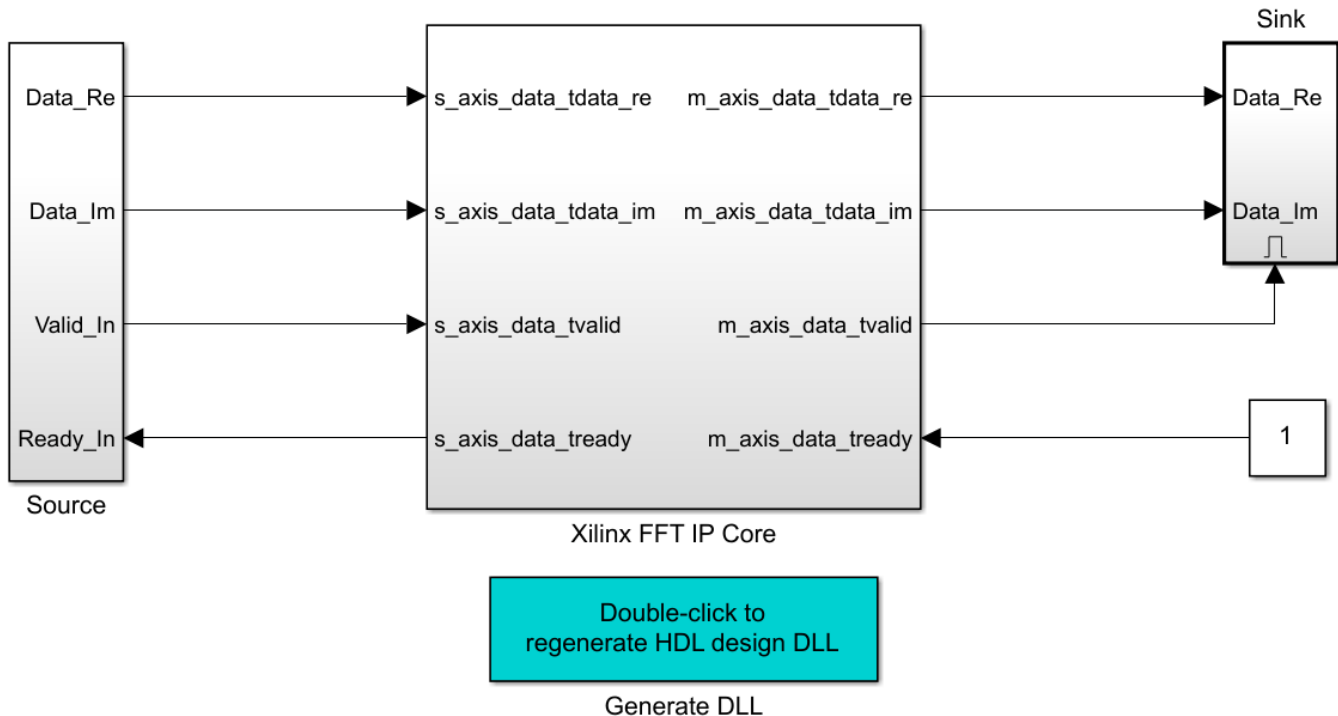 Sink
Data_Re
s_axis_data_tdata_re
m_axis_data_tdata_re
Data_Re
Data_Im
s_axis_data_tdata_im
m_axis_data_tdata_im
Data_Im
Valid_In
s_axis_data_tvalid
m_axis_data_tvalid
Ready_In
s_axis_data_tready
m_axis_data_tready
1
Source
Xilinx FFT IP Core
Double-click to
regenerate HDL design DLL
Generate DLL